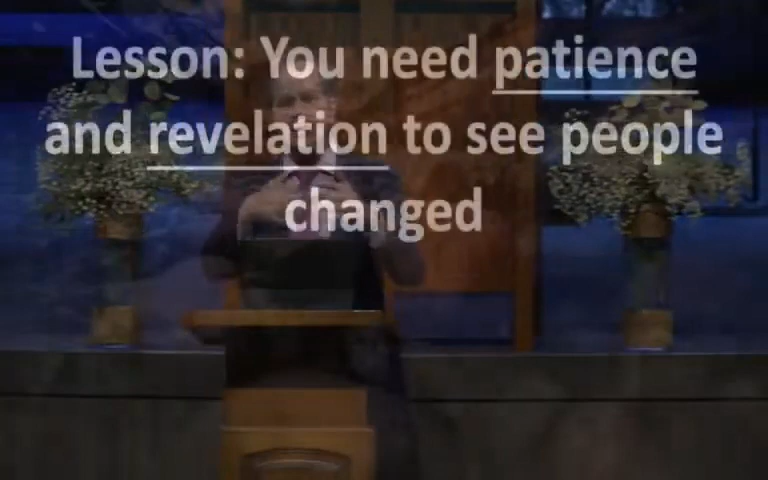 Lesson: You need patience
and revelation to see people
changed